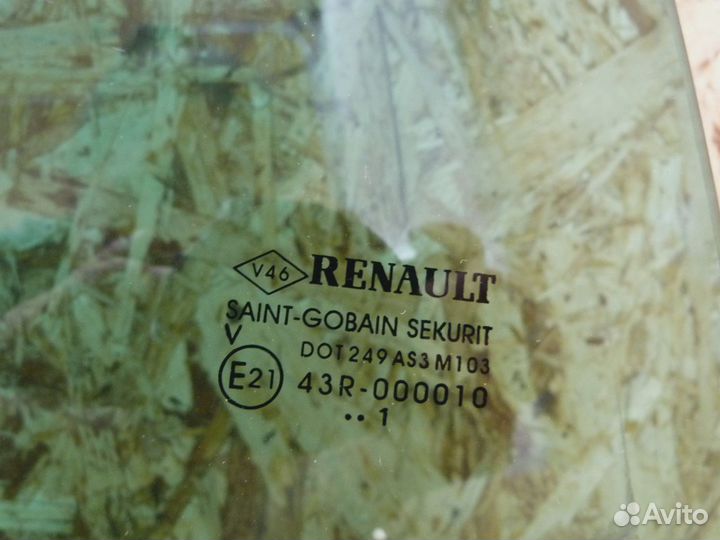 V46 RENAULT
SAINT-GOBAIN SEKURIT
V
DOT 249 AS3 M103
E21 43R-000010
•• 1
Avito